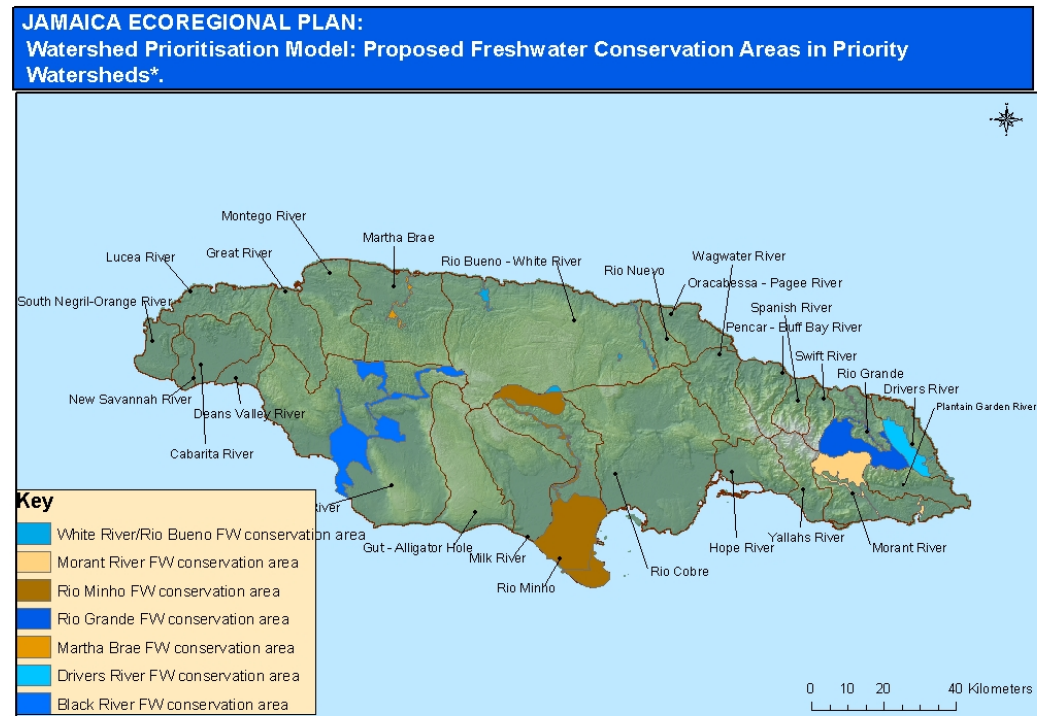 JAMAICA ECOREGIONAL PLAN:
Watershed Prioritisation Model: Proposed Freshwater Conservation Areas in Priority
Watersheds*.
Montego River
Martha Brae
Great River
Lucea River
Rio Bueno - White River
Wagwater River
Rio Nuevo
Oracabessa - Pagee River
South Negril-Orange River
Spanish River
Pencar - Buff Bay River
Swift River
Rio Grande
Drivers River
Plantain Garden River
New Savannah River
Deans Valley River
Cabarita River
River
Gut - Alligator Hole
Milk River
Rio Minho
Rio Cobre
Hope River
Yallahs River
Morant River
Key
White River/Rio Bueno FW conservation area
Morant River FW conservation area
Rio Minho FW conservation area
Rio Grande FW conservation area
Martha Brae FW conservation area
Drivers River FW conservation area
Black River FW conservation area
0 10 20 40 Kilometers